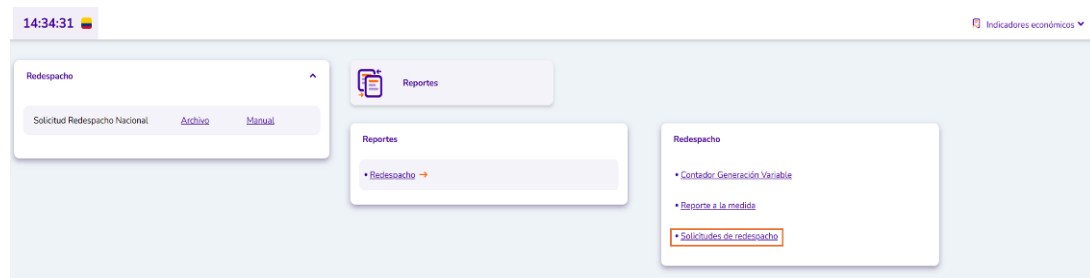 14:34:31
Indicadores económicos
Redespacho
Solicitud Redespacho Nacional Archivo Manual
Reportes
Reportes
Redespacho
Redespacho
Contador Generación Variable
Reporte a la medida
Solicitudes de redespacho